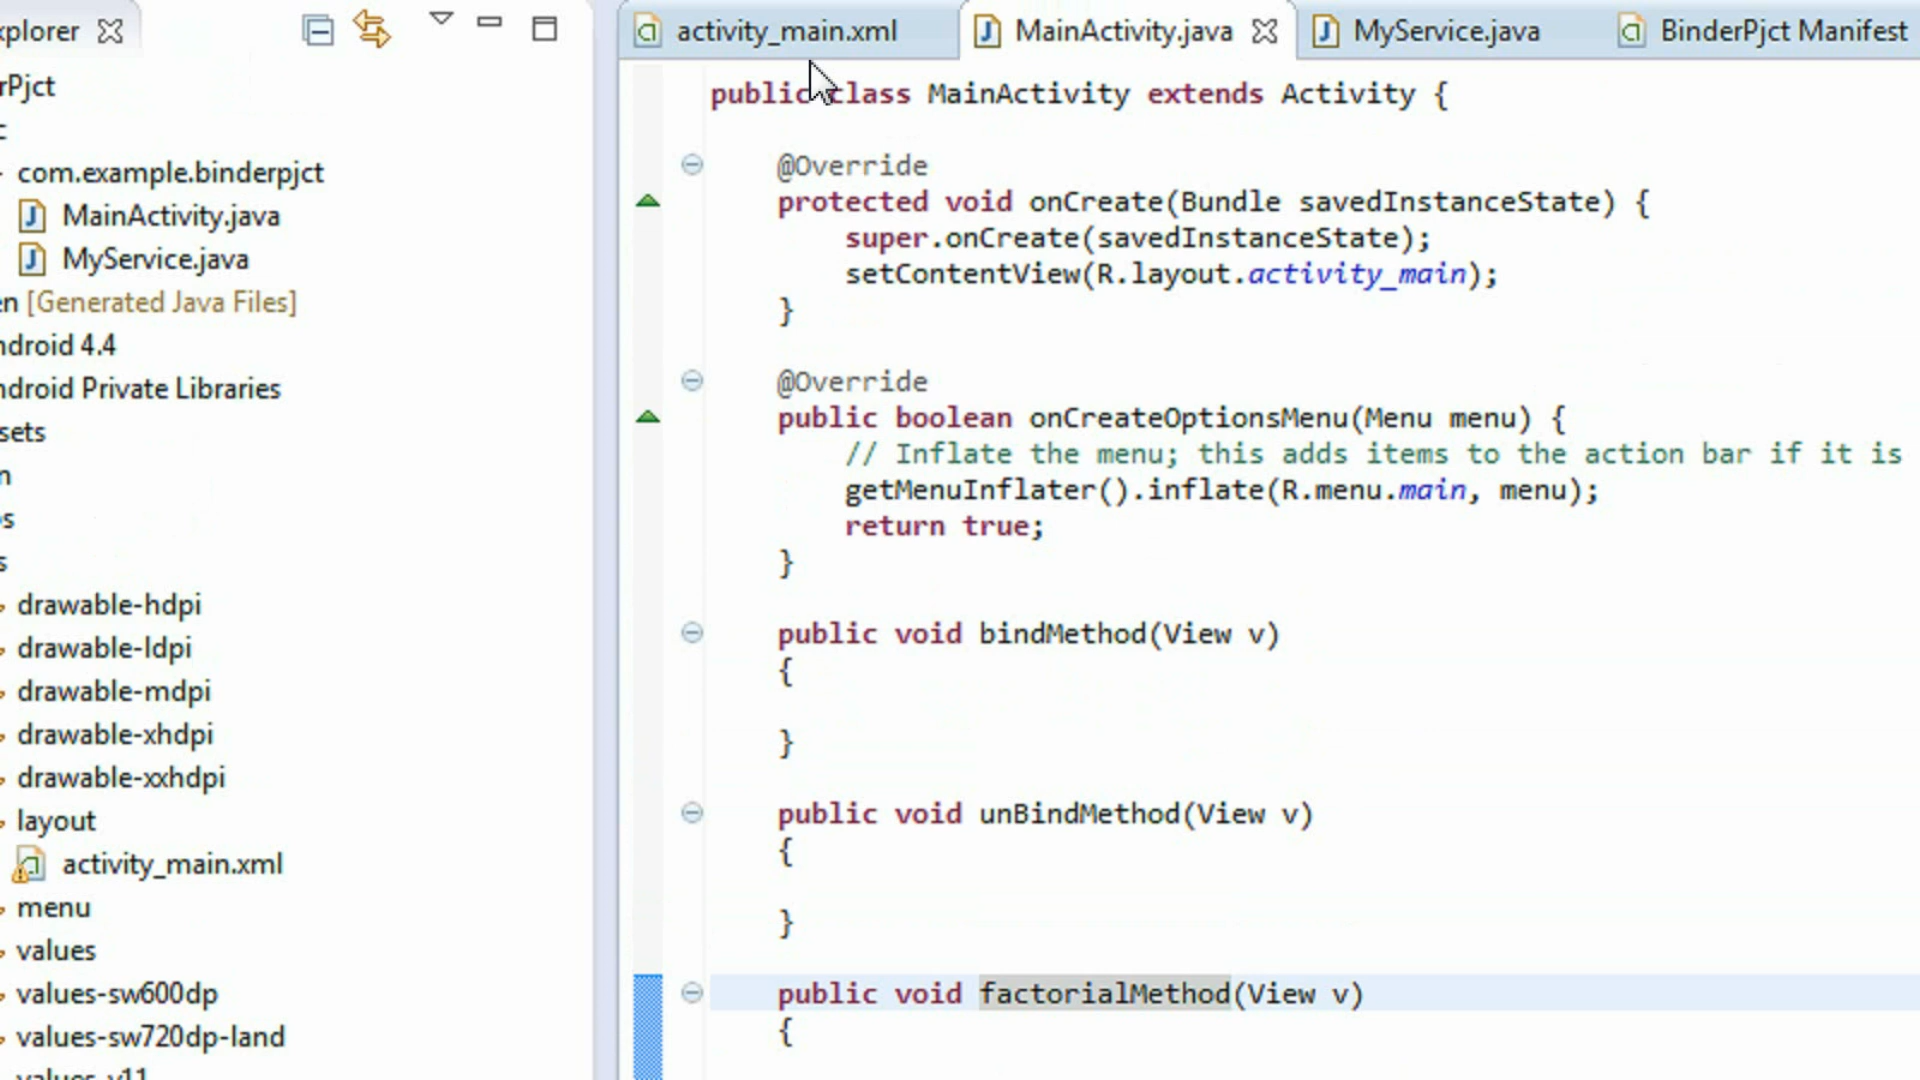 xplorer
rPjct
c
com.example.binderpjct
MainActivity.java
MyService.java
en [Generated Java Files]
ndroid 4.4
ndroid Private Libraries
sets
n
os
s
drawable-hdpi
drawable-ldpi
drawable-mdpi
drawable-xhdpi
drawable-xxhdpi
layout
activity_main.xml
menu
values
values-sw600dp
values-sw720dp-land
values-v11
activity_main.xml
MainActivity.java
MyService.java
BinderPjct Manifest
public class MainActivity extends Activity {
@Override
protected void onCreate(Bundle savedInstanceState) {
super.onCreate(savedInstanceState);
setContentView(R.layout.activity_main);
}
@Override
public boolean onCreateOptionsMenu(Menu menu) {
// Inflate the menu; this adds items to the action bar if it is
getMenuInflater().inflate(R.menu.main, menu);
return true;
}
public void bindMethod(View v)
{
}
public void unBindMethod(View v)
{
}
public void factorialMethod(View v)
{